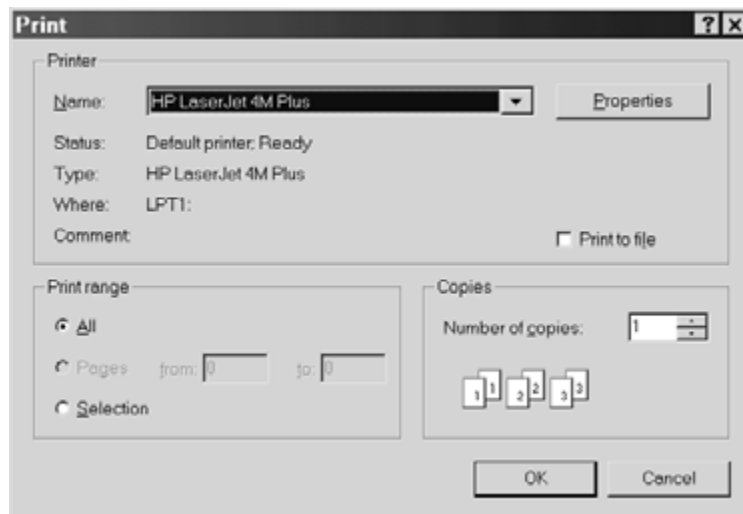 Print
Printer
Name: HP LaserJet 4M Plus Properties
Status: Default printer; Ready
Type: HP LaserJet 4M Plus
Where: LPT1:
Comment: Print to file
Print range
All
Pages from: 0 to: 0
Selection
Copies
Number of copies: 1
1 1 2 2 3 3
OK Cancel